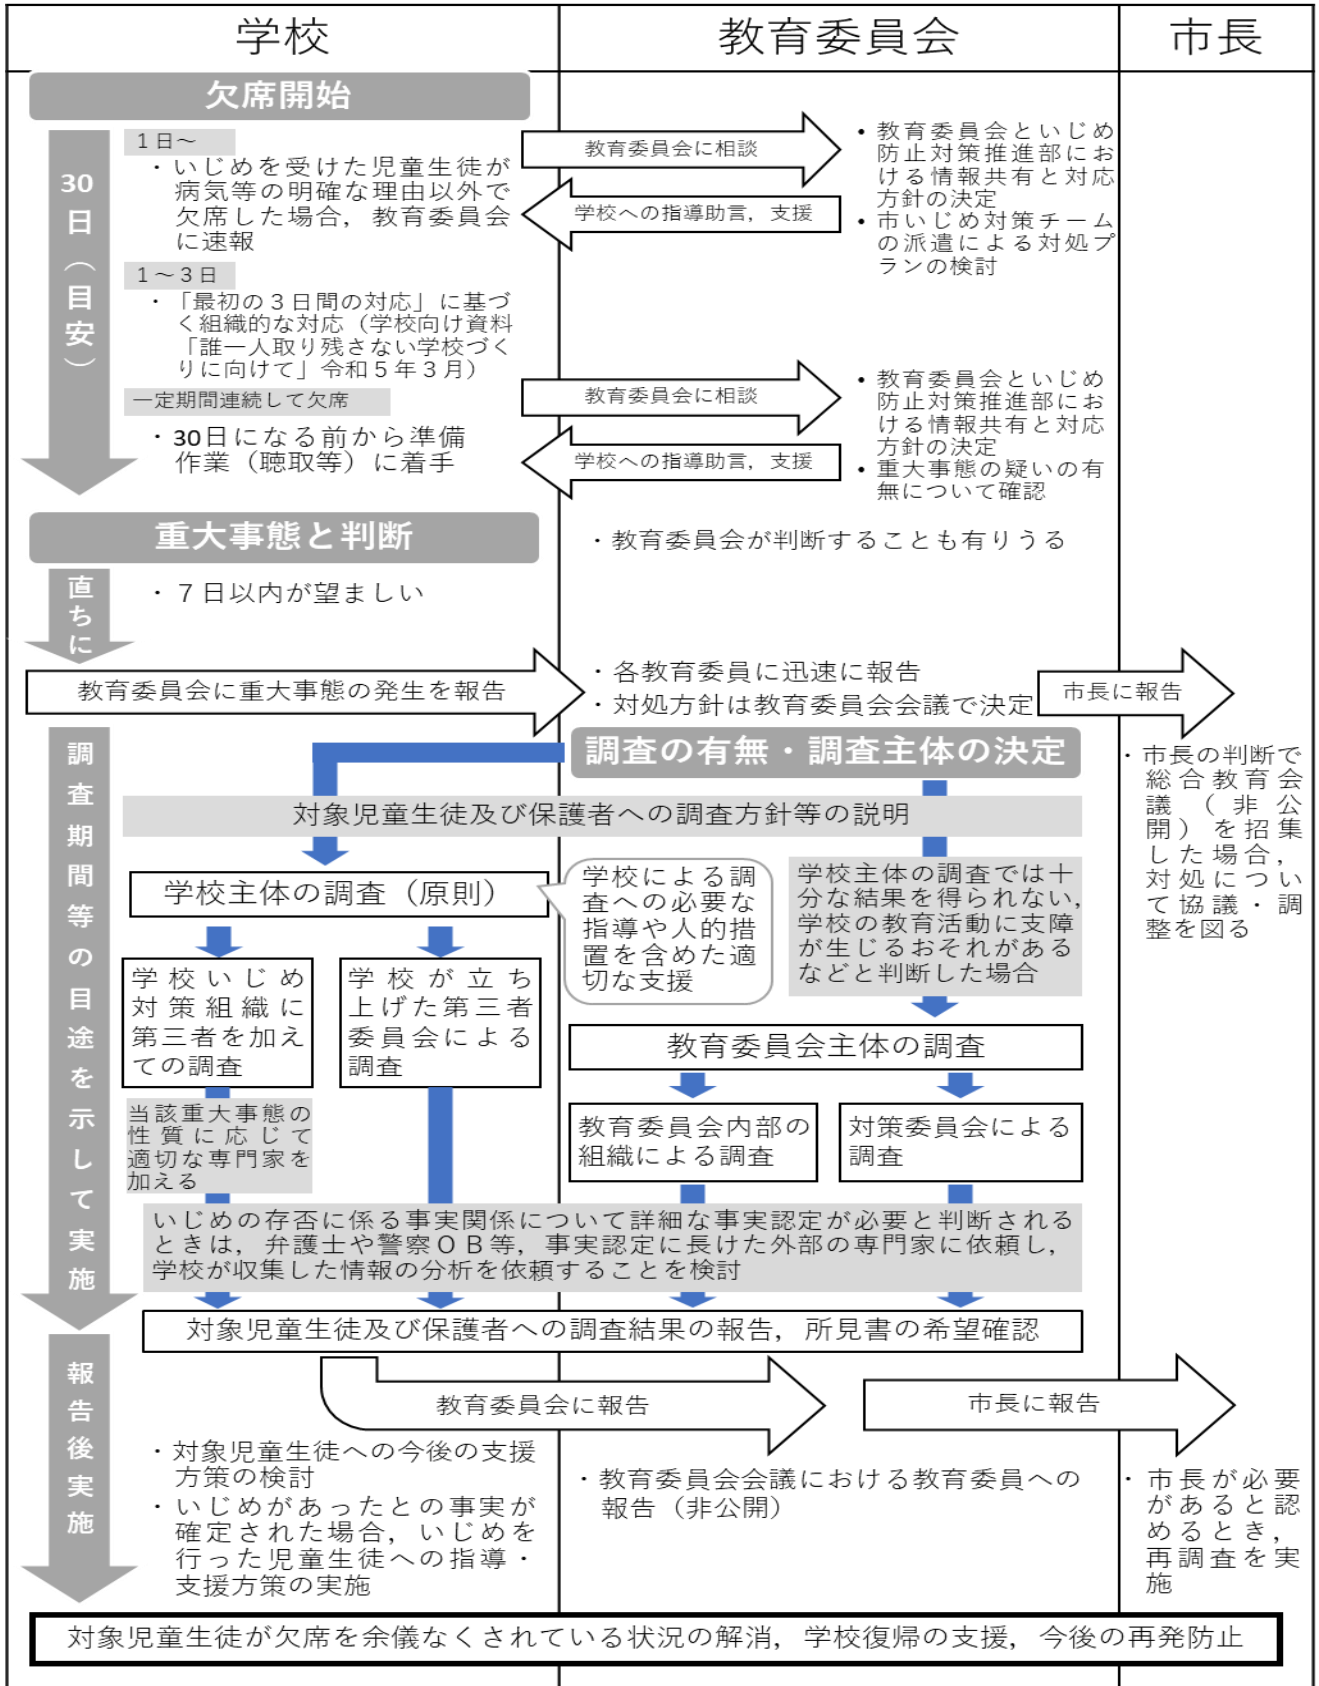 学校
教育委員会
市長
欠席開始
30日（目安）
1日～
・いじめを受けた児童生徒が
病気等の明確な理由以外で
欠席した場合，教育委員会
に速報
教育委員会に相談
学校への指導助言，支援
• 教育委員会といじめ
防止対策推進部にお
ける情報共有と対応
方針の決定
• 市いじめ対策チーム
の派遣による対処プ
ランの検討
1～3日
・「最初の3日間の対応」に基づ
く組織的な対応（学校向け資料
「誰一人取り残さない学校づく
りに向けて」令和5年3月）
一定期間連続して欠席
・30日になる前から準備
作業（聴取等）に着手
教育委員会に相談
学校への指導助言，支援
• 教育委員会といじめ
防止対策推進部にお
ける情報共有と対応
方針の決定
• 重大事態の疑いの有
無について確認
重大事態と判断
・教育委員会が判断することも有りうる
直ちに
・7日以内が望ましい
教育委員会に重大事態の発生を報告
・各教育委員に迅速に報告
・対処方針は教育委員会会議で決定
市長に報告
調査期間等の目途を示して実施
調査の有無・調査主体の決定
・市長の判断で
総合教育会
議（非公
開）を招集
した場合，
対処につい
て協議・調
整を図る
対象児童生徒及び保護者への調査方針等の説明
学校主体の調査（原則）
学校による調
査への必要な
指導や人的措
置を含めた適
切な支援
学校主体の調査では十
分な結果を得られない，
学校の教育活動に支障
が生じるおそれがある
などと判断した場合
学校いじめ
対策組織に
第三者を加え
ての調査
学校が立ち
上げた第三者
委員会による
調査
教育委員会主体の調査
当該重大事態の
性質に応じて
適切な専門家を
加える
教育委員会内部の
組織による調査
対策委員会による
調査
いじめの存否に係る事実関係について詳細な事実認定が必要と判断される
ときは，弁護士や警察OB等，事実認定に長けた外部の専門家に依頼し，
学校が収集した情報の分析を依頼することを検討
対象児童生徒及び保護者への調査結果の報告，所見書の希望確認
報告後実施
教育委員会に報告
市長に報告
・対象児童生徒への今後の支援
方策の検討
・いじめがあったとの事実が
確定された場合，いじめを
行った児童生徒への指導・
支援方策の実施
・教育委員会会議における教育委員への
報告（非公開）
・市長が必要
があると認
めるとき，
再調査を実
施
対象児童生徒が欠席を余儀なくされている状況の解消，学校復帰の支援，今後の再発防止